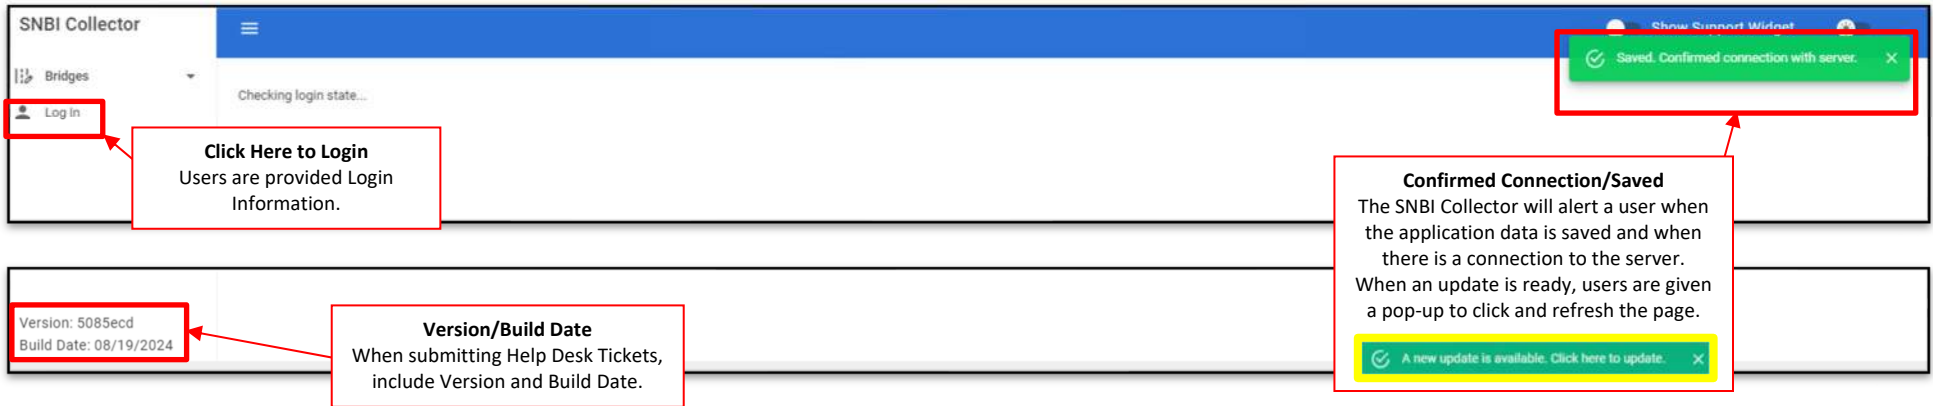 SNBI Collector
Show Support Widget
Saved. Confirmed connection with server.
Bridges
Checking login state...
Log In
Click Here to Login
Users are provided Login
Information.
Confirmed Connection/Saved
The SNBI Collector will alert a user when
the application data is saved and when
there is a connection to the server.
When an update is ready, users are given
a pop-up to click and refresh the page.
A new update is available. Click here to update.
Version: 5085ecd
Build Date: 08/19/2024
Version/Build Date
When submitting Help Desk Tickets,
include Version and Build Date.